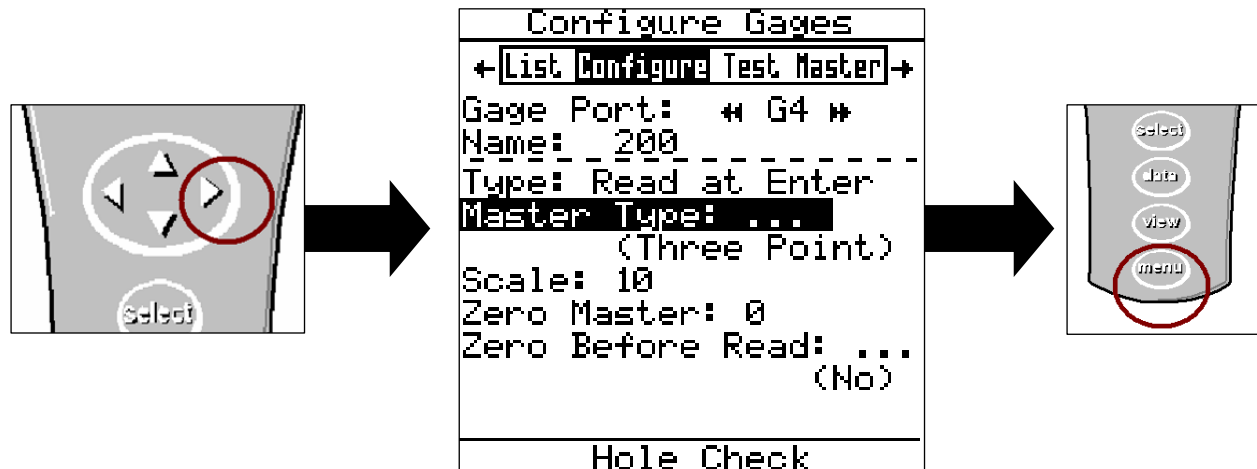 select
Configure Gages
←List Configure Test Master→
Gage Port: ◄◄ G4 ►►
Name: 200
Type: Read at Enter
Master Type: ...
(Three Point)
Scale: 10
Zero Master: 0
Zero Before Read: ...
(No)
Hole Check
select
data
view
menu